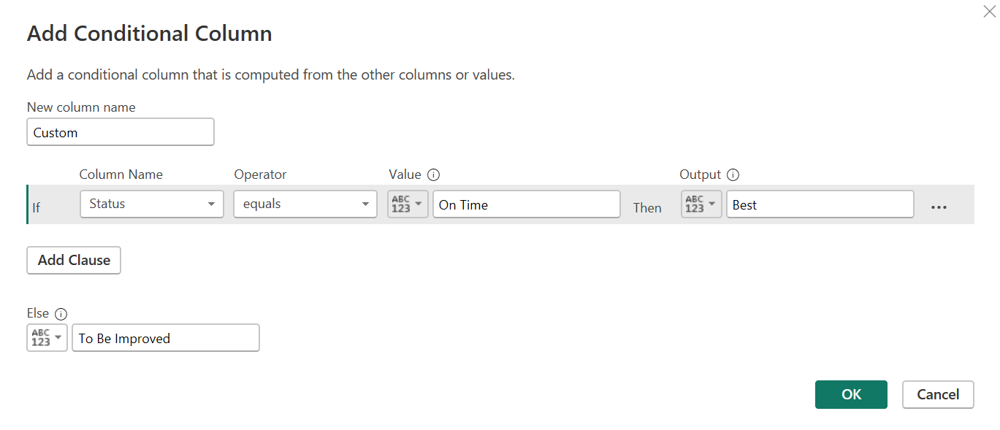 Add Conditional Column
Add a conditional column that is computed from the other columns or values.
New column name
Custom
Column Name Operator Value Output
If Status equals ABC 123 On Time Then ABC 123 Best ...
Add Clause
Else
ABC 123 To Be Improved
OK Cancel